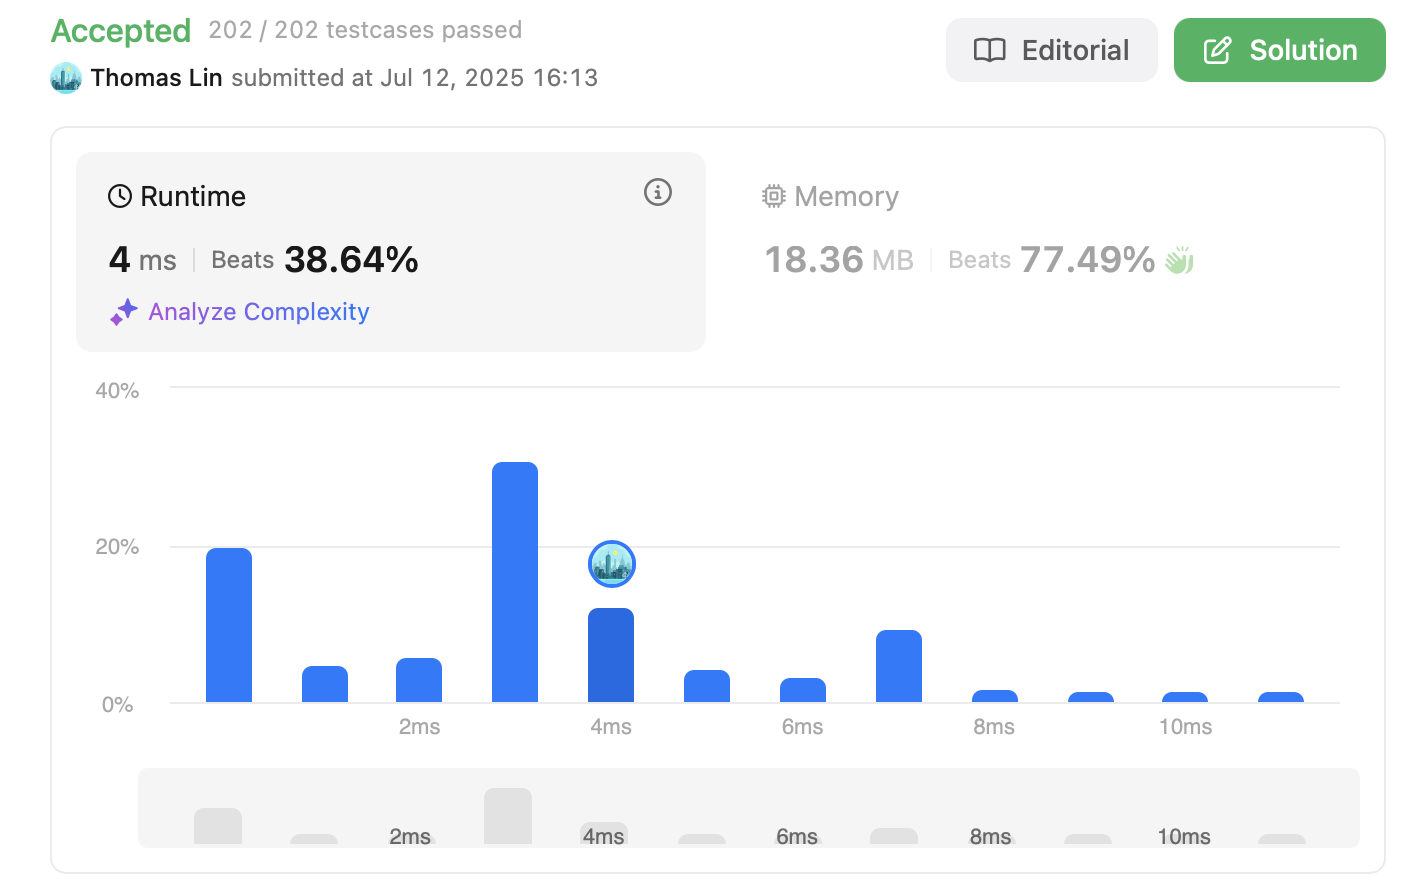 Accepted 202 / 202 testcases passed
Thomas Lin submitted at Jul 12, 2025 16:13
Editorial
Solution
Runtime
4 ms Beats 38.64%
Analyze Complexity
Memory
18.36 MB Beats 77.49%
40%
20%
0%
2ms 4ms 6ms 8ms 10ms
2ms 4ms 6ms 8ms 10ms